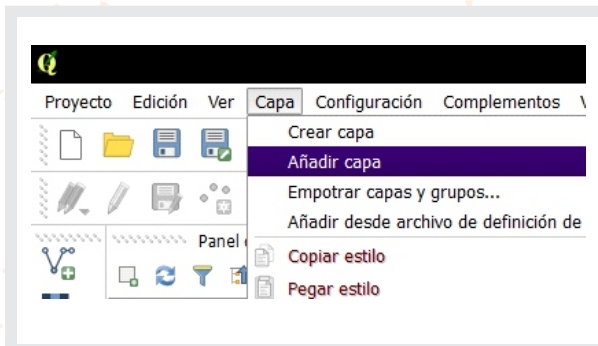 Proyecto Edición Ver Capa Configuración Complementos
Crear capa
Añadir capa
Empotrar capas y grupos...
Añadir desde archivo de definición de
Panel
Copiar estilo
Pegar estilo